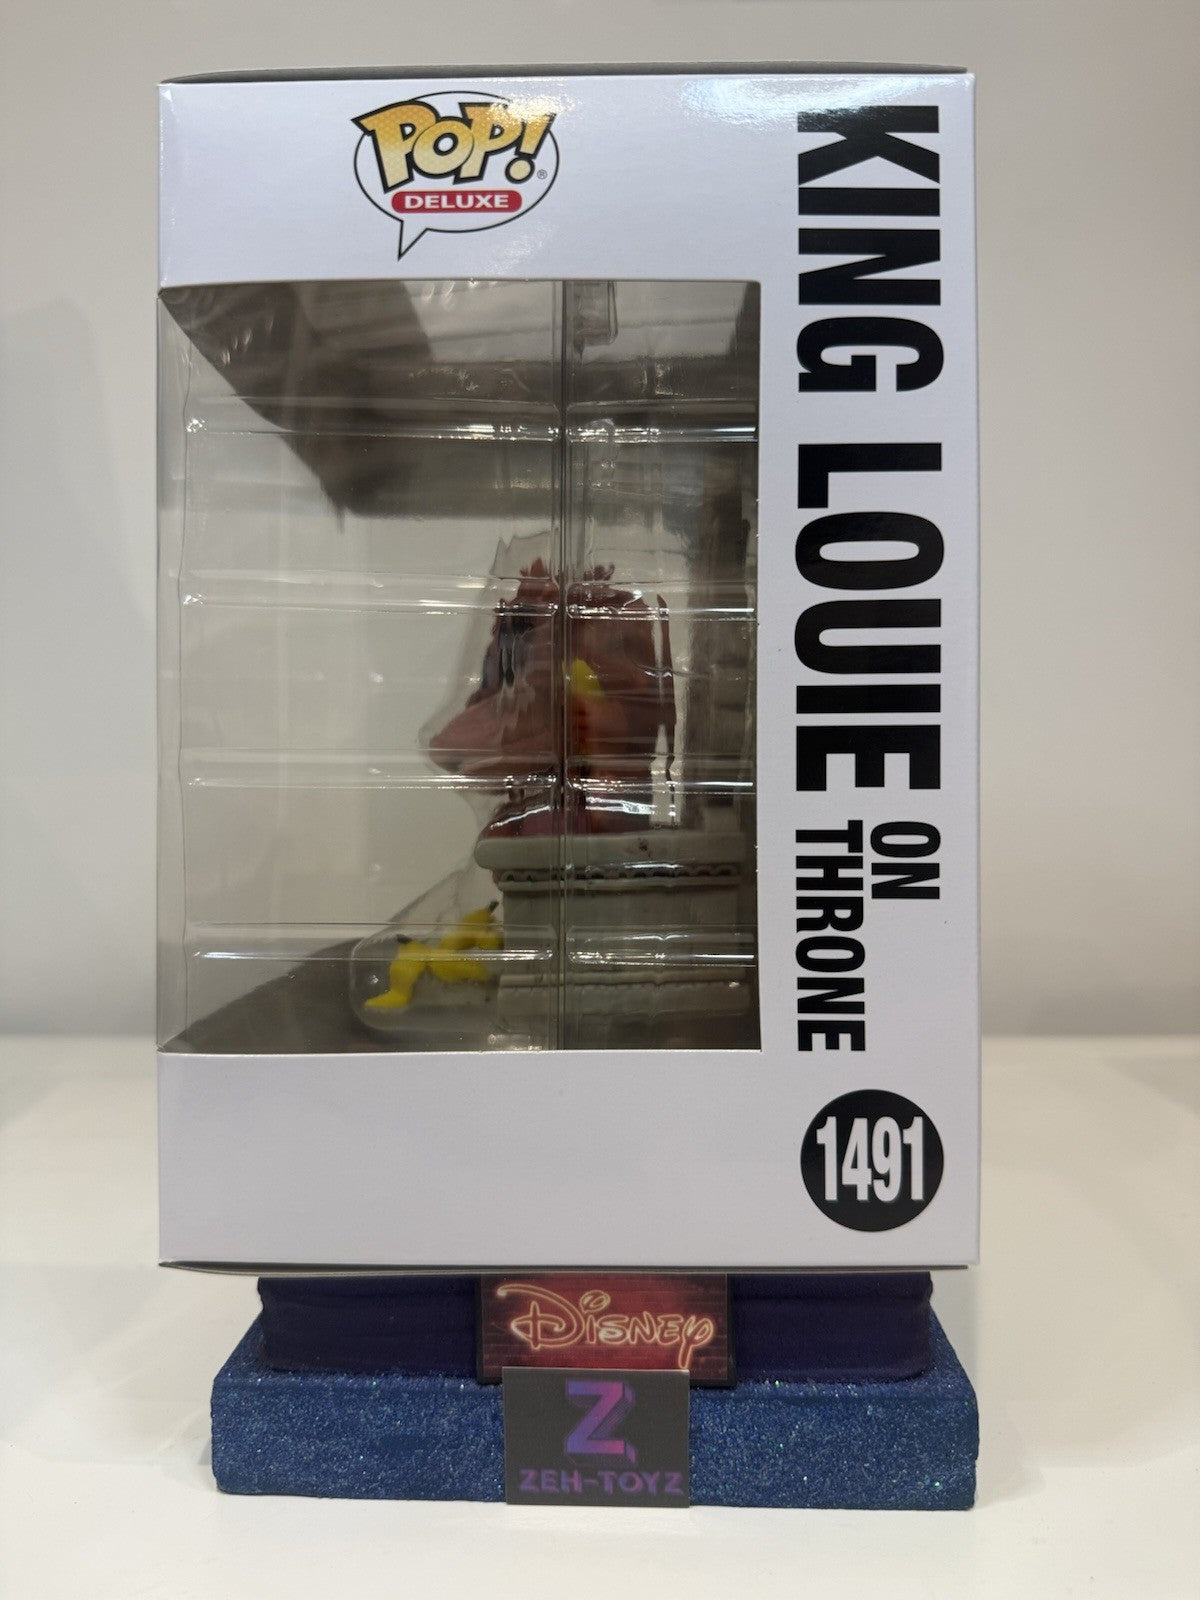 POP!®
DELUXE
KING LOUIE ON
THRONE
1491
Disney
Z
ZEH-TOYZ